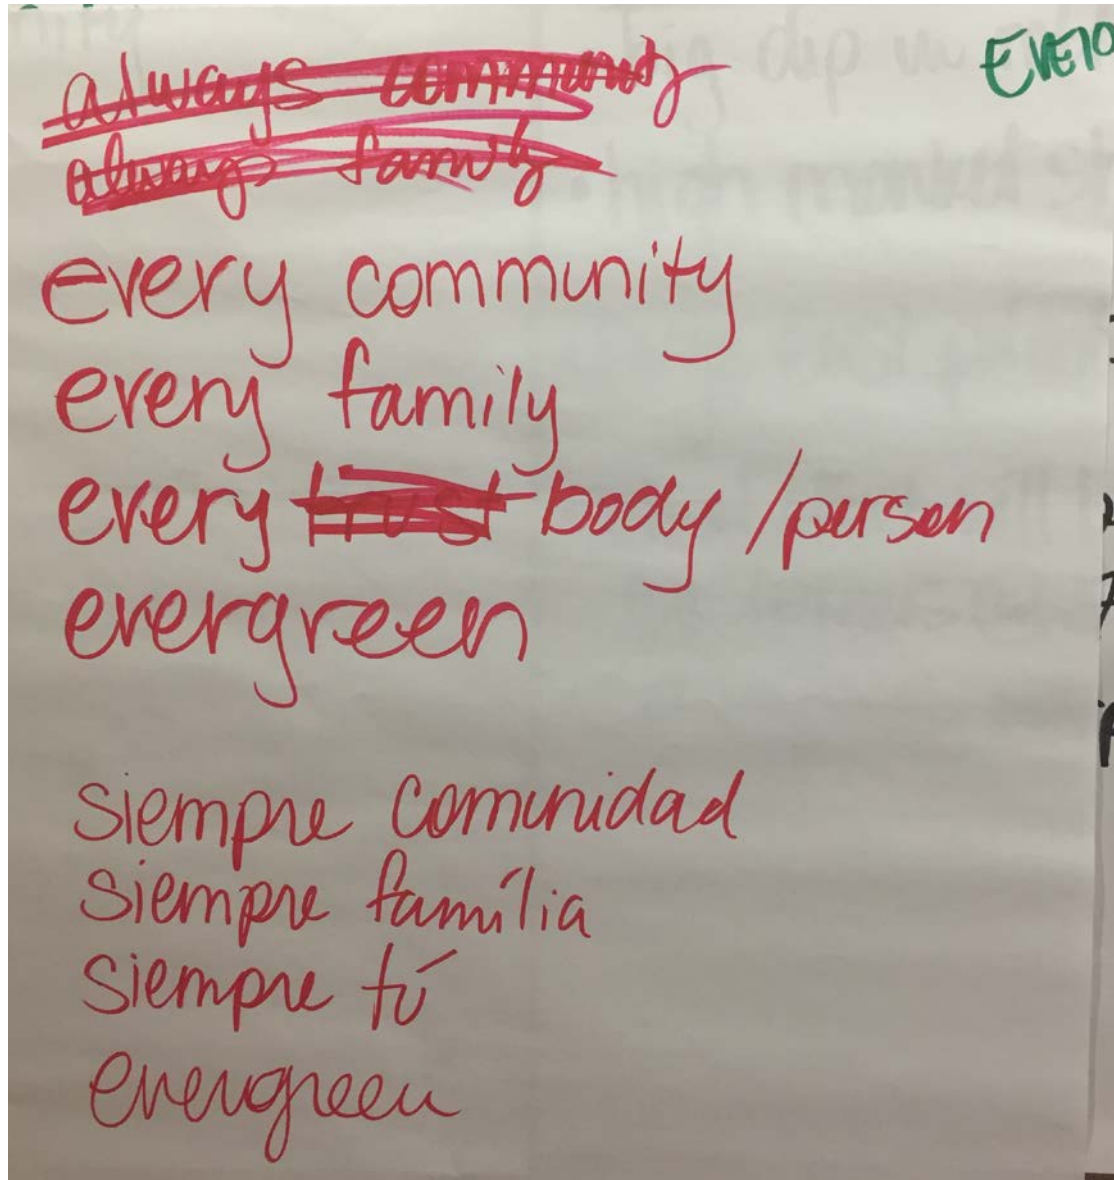 always community
always family
every community
every family
every trust body / person
evergreen
siempre comunidad
siempre família
siempre tú
evergreen